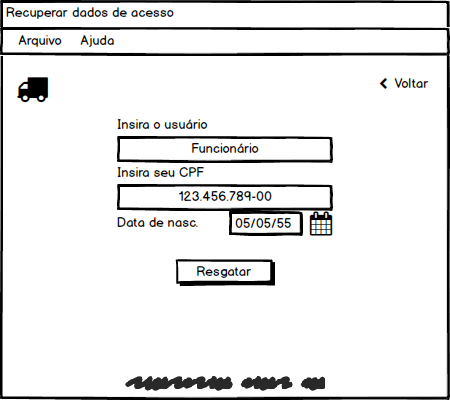 Recuperar dados de acesso
Arquivo Ajuda
Voltar
Insira o usuário
Funcionário
Insira seu CPF
123.456.789-00
Data de nasc. 05/05/55
Resgatar